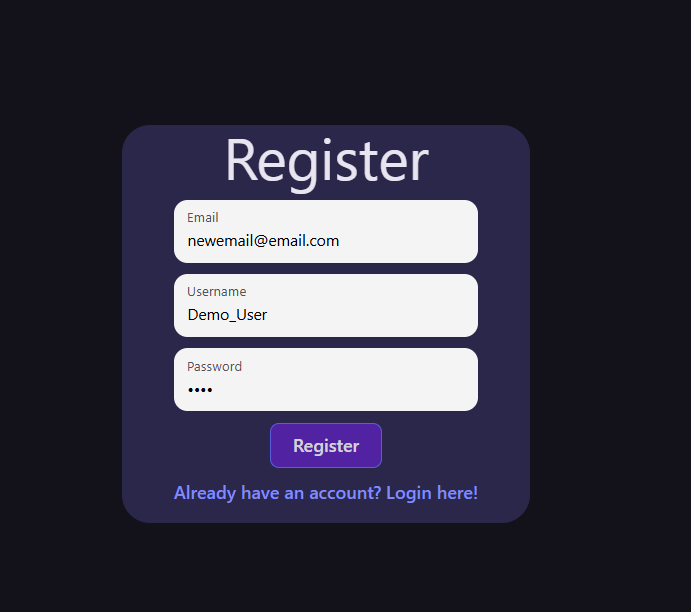 Register
Email
newemail@email.com
Username
Demo_User
Password
••••
Register
Already have an account? Login here!